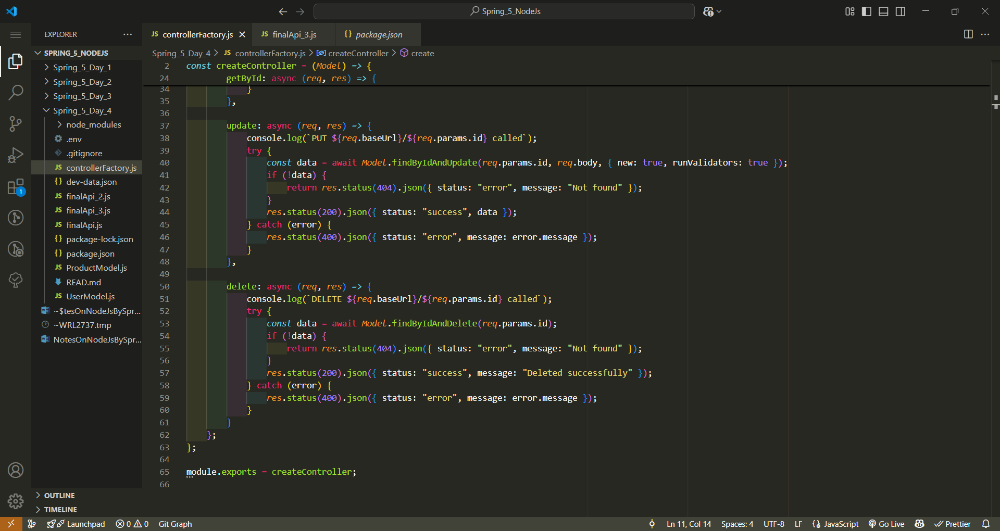 Spring_5_NodeJs
EXPLORER
SPRING_5_NODEJS
Spring_5_Day_1
Spring_5_Day_2
Spring_5_Day_3
Spring_5_Day_4
node_modules
.env
.gitignore
JS controllerFactory.js
{} dev-data.json
JS finalApi_2.js
JS finalApi_3.js
JS finalApi.js
{} package-lock.json
{} package.json
JS ProductModel.js
READ.md
JS UserModel.js
~$tesOnNodeJsBySpr...
~WRL2737.tmp
NotesOnNodeJsBySpr...
OUTLINE
TIMELINE
1
JS controllerFactory.js
JS finalApi_3.js
{} package.json
Spring_5_Day_4 > JS controllerFactory.js > createController > create
2 const createController = (Model) => {
24 getById: async (req, res) => {
34 }
35 },
36
37 update: async (req, res) => {
38 console.log(`PUT ${req.baseUrl}/${req.params.id} called`);
39 try {
40 const data = await Model.findByIdAndUpdate(req.params.id, req.body, { new: true, runValidators: true });
41 if (!data) {
42 return res.status(404).json({ status: "error", message: "Not found" });
43 }
44 res.status(200).json({ status: "success", data });
45 } catch (error) {
46 res.status(400).json({ status: "error", message: error.message });
47 }
48 },
49
50 delete: async (req, res) => {
51 console.log(`DELETE ${req.baseUrl}/${req.params.id} called`);
52 try {
53 const data = await Model.findByIdAndDelete(req.params.id);
54 if (!data) {
55 return res.status(404).json({ status: "error", message: "Not found" });
56 }
57 res.status(200).json({ status: "success", message: "Deleted successfully" });
58 } catch (error) {
59 res.status(400).json({ status: "error", message: error.message });
60 }
61 }
62 };
63 };
64
65 module.exports = createController;
66
Launchpad 0 0 Git Graph Ln 11, Col 14 Spaces: 4 UTF-8 LF {} JavaScript Go Live Prettier